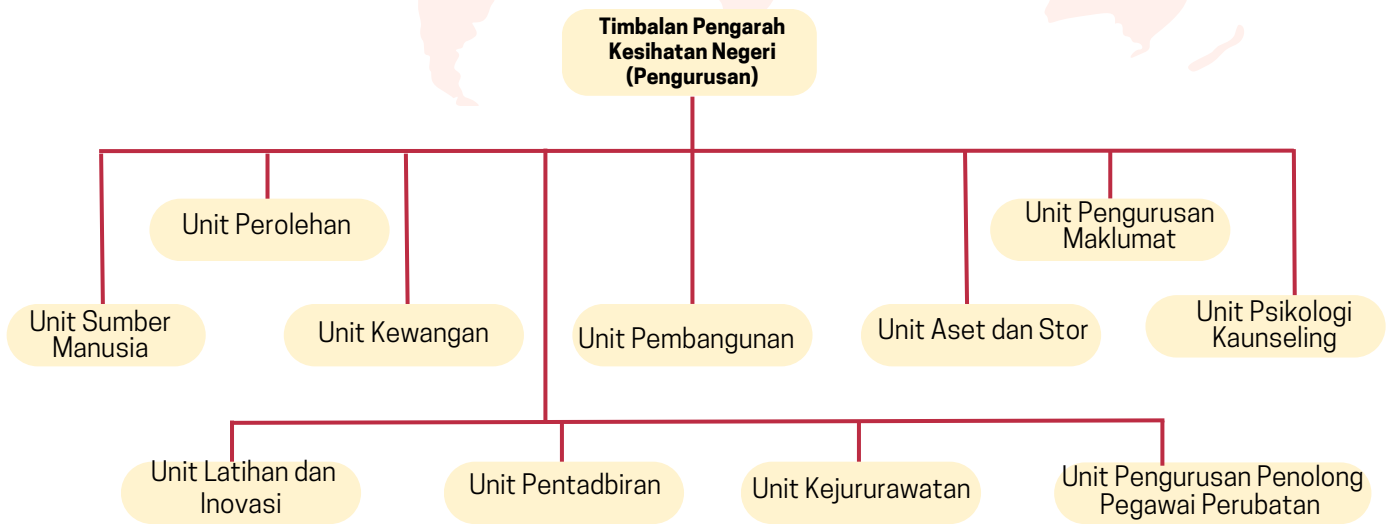 Timbalan Pengarah
Kesihatan Negeri
(Pengurusan)
Unit Perolehan
Unit Pengurusan
Maklumat
Unit Sumber
Manusia
Unit Kewangan
Unit Pembangunan
Unit Aset dan Stor
Unit Psikologi
Kaunseling
Unit Latihan dan
Inovasi
Unit Pentadbiran
Unit Kejururawatan
Unit Pengurusan Penolong
Pegawai Perubatan